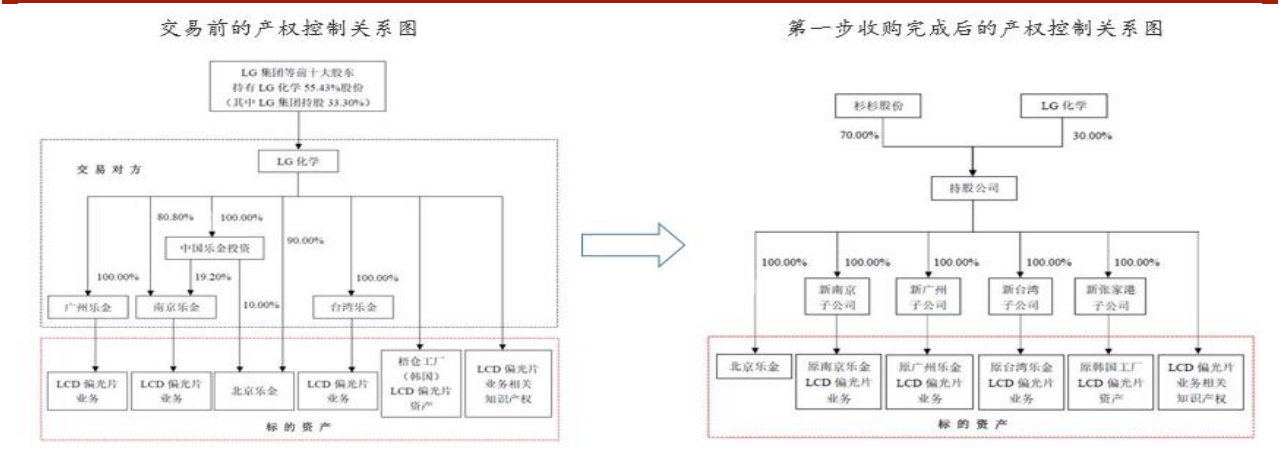 交易前的产权控制关系图
LG 集团等前十大股东
持有 LG 化学 55.43%股份
（其中 LG 集团持股 33.30%）
交 易 对 方
LG 化学
80.80%
100.00%
中国乐金投资
90.00%
100.00%
19.20%
100.00%
广州乐金
南京乐金
10.00%
台湾乐金
LCD 偏光片
业务
LCD 偏光片
业务
北京乐金
LCD 偏光片
业务
梧仓工厂
（韩国）
LCD 偏光片
资产
LCD 偏光片
业务相关
知识产权
标 的 资 产
第一步收购完成后的产权控制关系图
杉杉股份
LG 化学
70.00%
30.00%
持股公司
100.00%
100.00%
100.00%
100.00%
100.00%
新南京
子公司
新广州
子公司
新台湾
子公司
新张家港
子公司
北京乐金
原南京乐金
LCD 偏光片
业务
原广州乐金
LCD 偏光片
业务
原台湾乐金
LCD 偏光片
业务
原韩国工厂
LCD 偏光片
资产
LCD 偏光片
业务相关
知识产权
标 的 资 产